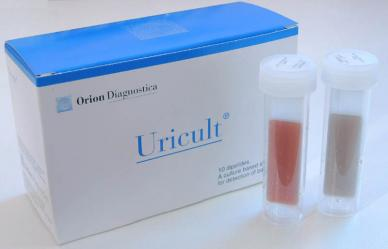 Orion Diagnostica
Uricult®
10 dipslides.
A culture based
for detection of